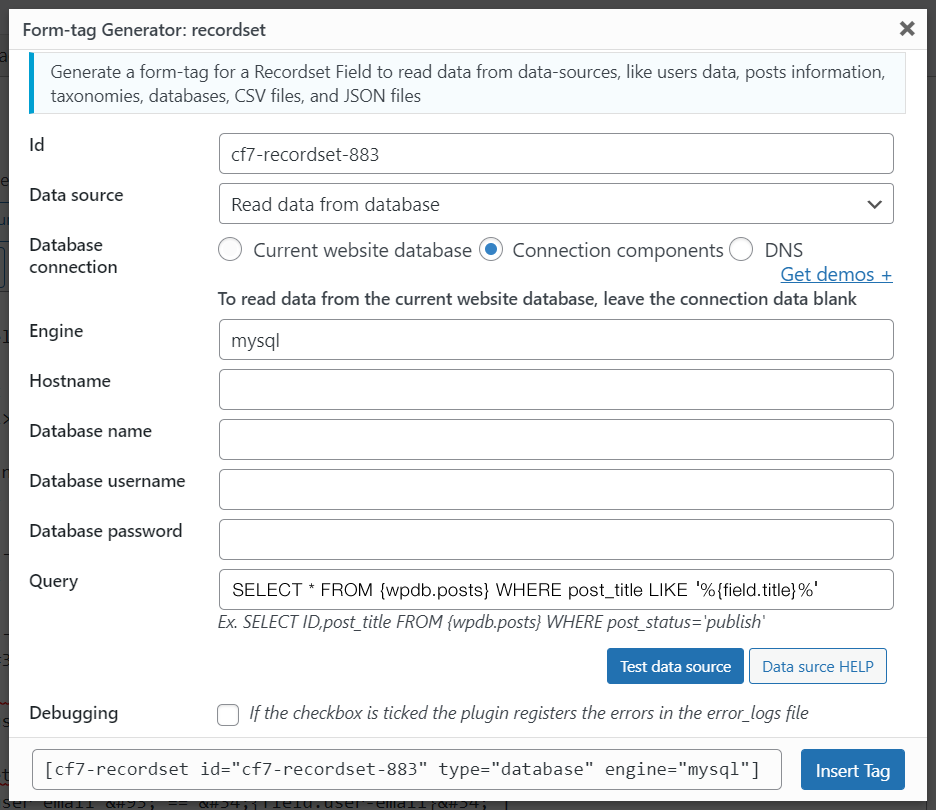 Form-tag Generator: recordset
Generate a form-tag for a Recordset Field to read data from data-sources, like users data, posts information,
taxonomies, databases, CSV files, and JSON files
Id
cf7-recordset-883
Data source
Read data from database
Database
connection
Current website database Connection components DNS
Get demos +
To read data from the current website database, leave the connection data blank
Engine
mysql
Hostname
Database name
Database username
Database password
Query
SELECT * FROM {wpdb.posts} WHERE post_title LIKE '%{field.title}%'
Ex. SELECT ID,post_title FROM {wpdb.posts} WHERE post_status='publish'
Test data source
Data surce HELP
Debugging
If the checkbox is ticked the plugin registers the errors in the error_logs file
[cf7-recordset id="cf7-recordset-883" type="database" engine="mysql"]
Insert Tag